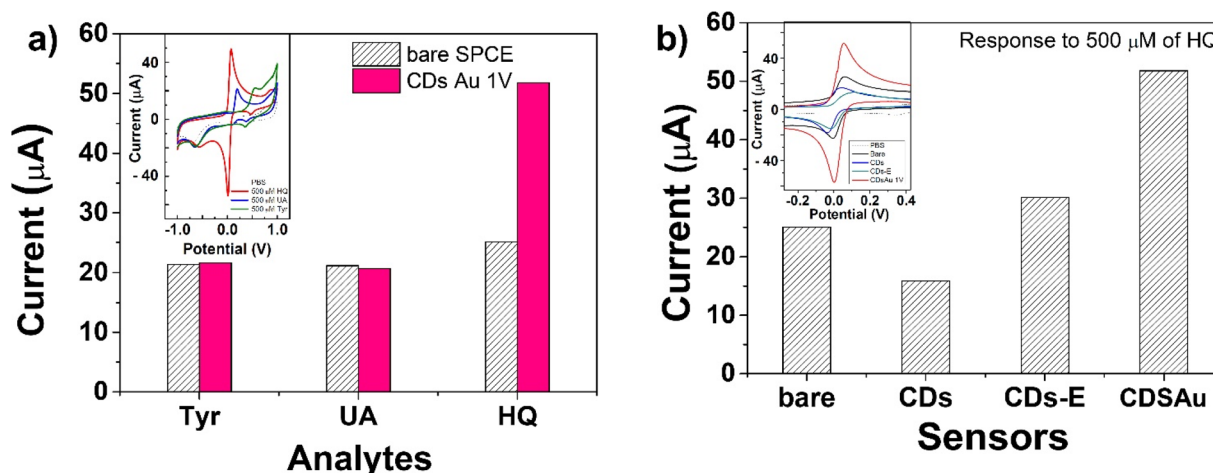 a)
60
50
40
30
20
10
0
Current (μA)
bare SPCE
CDs Au 1V
40
0
- 40
Current (μA)
PBS
500 uM HQ
500 uM UA
500 uM Tyr
-1.0
0.0
1.0
Potential (V)
Tyr
UA
HQ
Analytes
b)
60
50
40
30
20
10
0
Current (μA)
Response to 500 μM of HQ
40
0
- 40
Current (μA)
PBS
Bare
CDs
CDs-E
CDsAu 1V
-0.2
0.0
0.2
0.4
Potential (V)
bare
CDs
CDs-E
CDSAu
Sensors